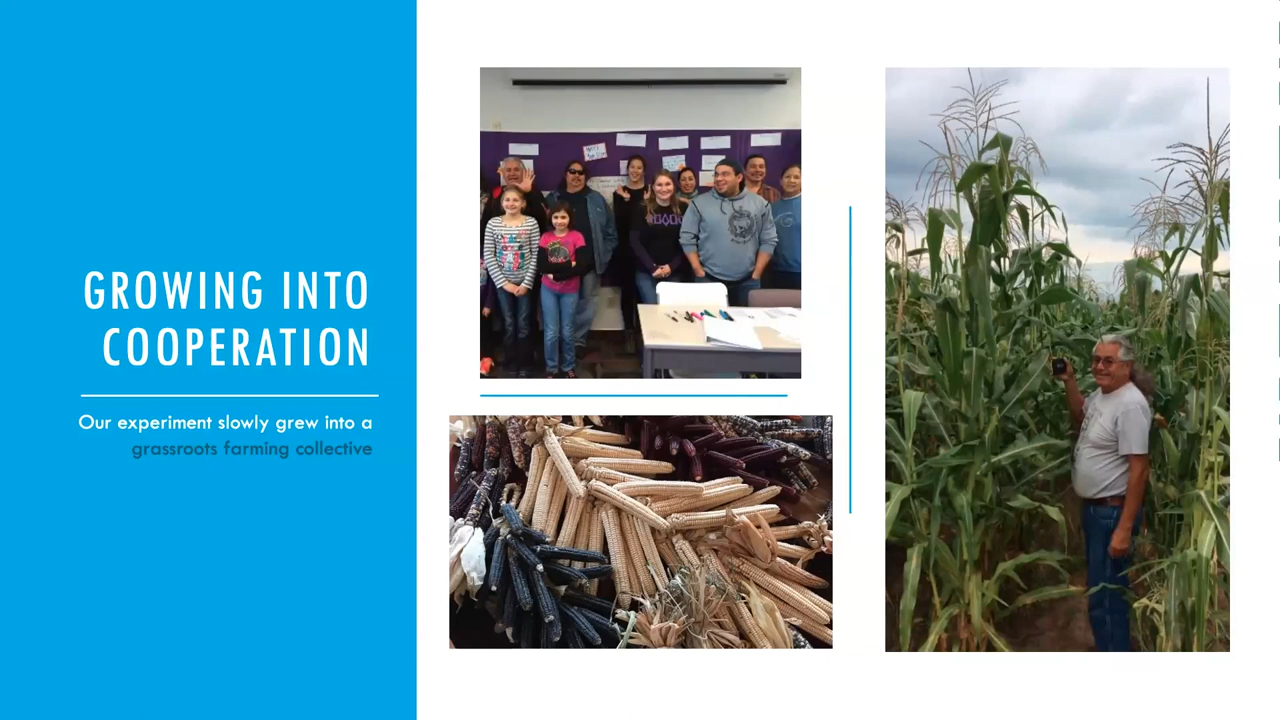 GROWING INTO
COOPERATION
Our experiment slowly grew into a
grassroots farming collective